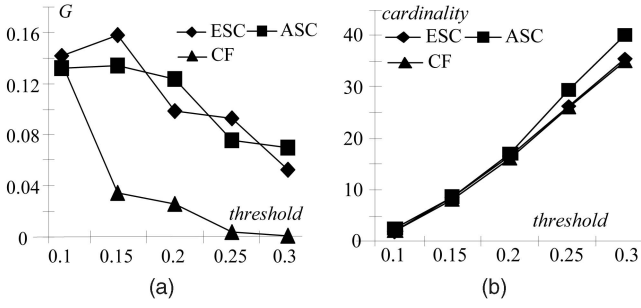 G
ESC ASC
CF
0.16
0.12
0.08
0.04
0
threshold
0.1 0.15 0.2 0.25 0.3
(a)
cardinality
ESC ASC
CF
40
30
20
10
0
threshold
0.1 0.15 0.2 0.25 0.3
(b)